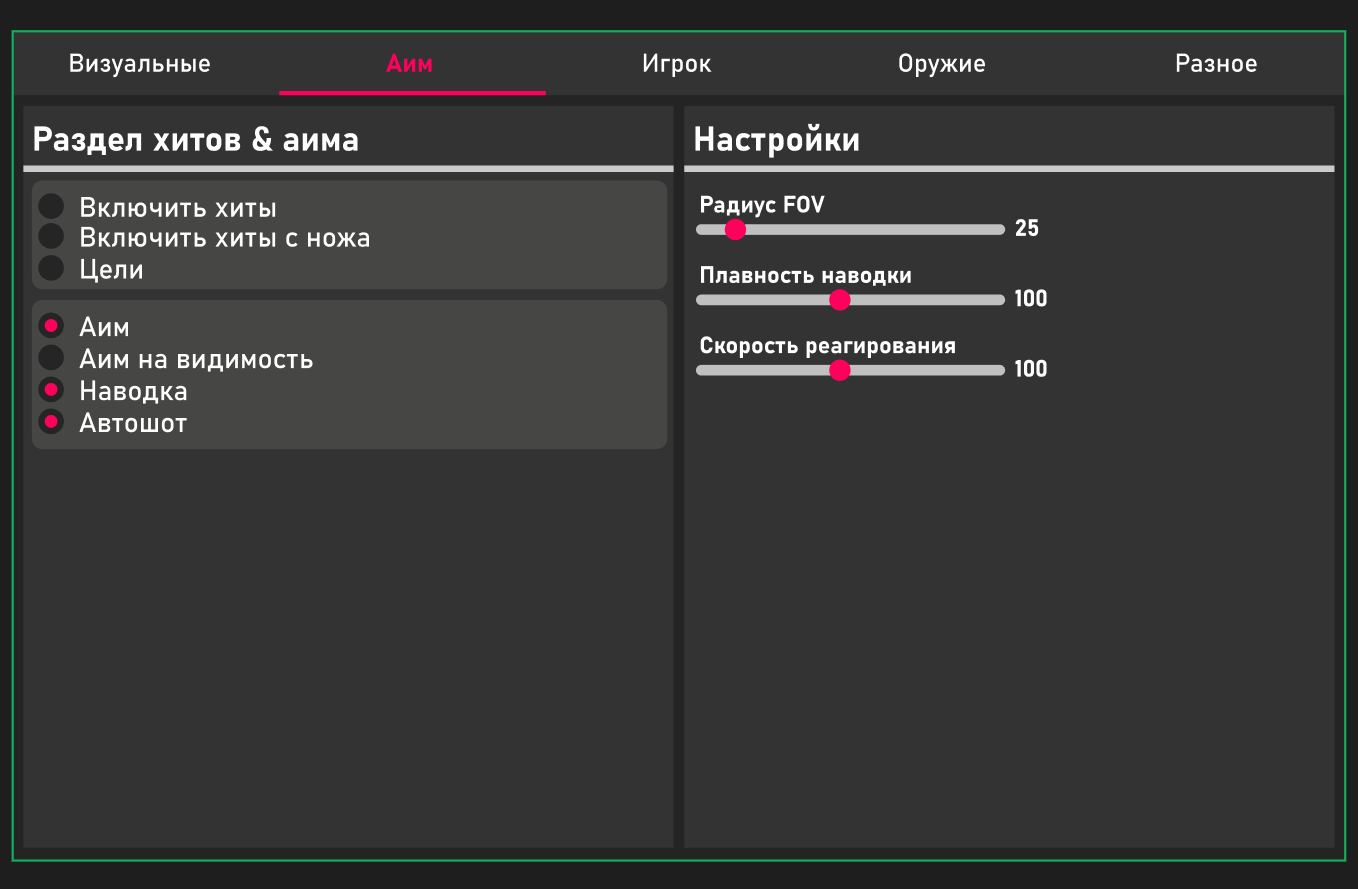 Визуальные
Аим
Игрок
Оружие
Разное
Раздел хитов & аима
Включить хиты
Включить хиты с ножа
Цели
Аим
Аим на видимость
Наводка
Автошот
Настройки
Радиус FOV
25
Плавность наводки
100
Скорость реагирования
100